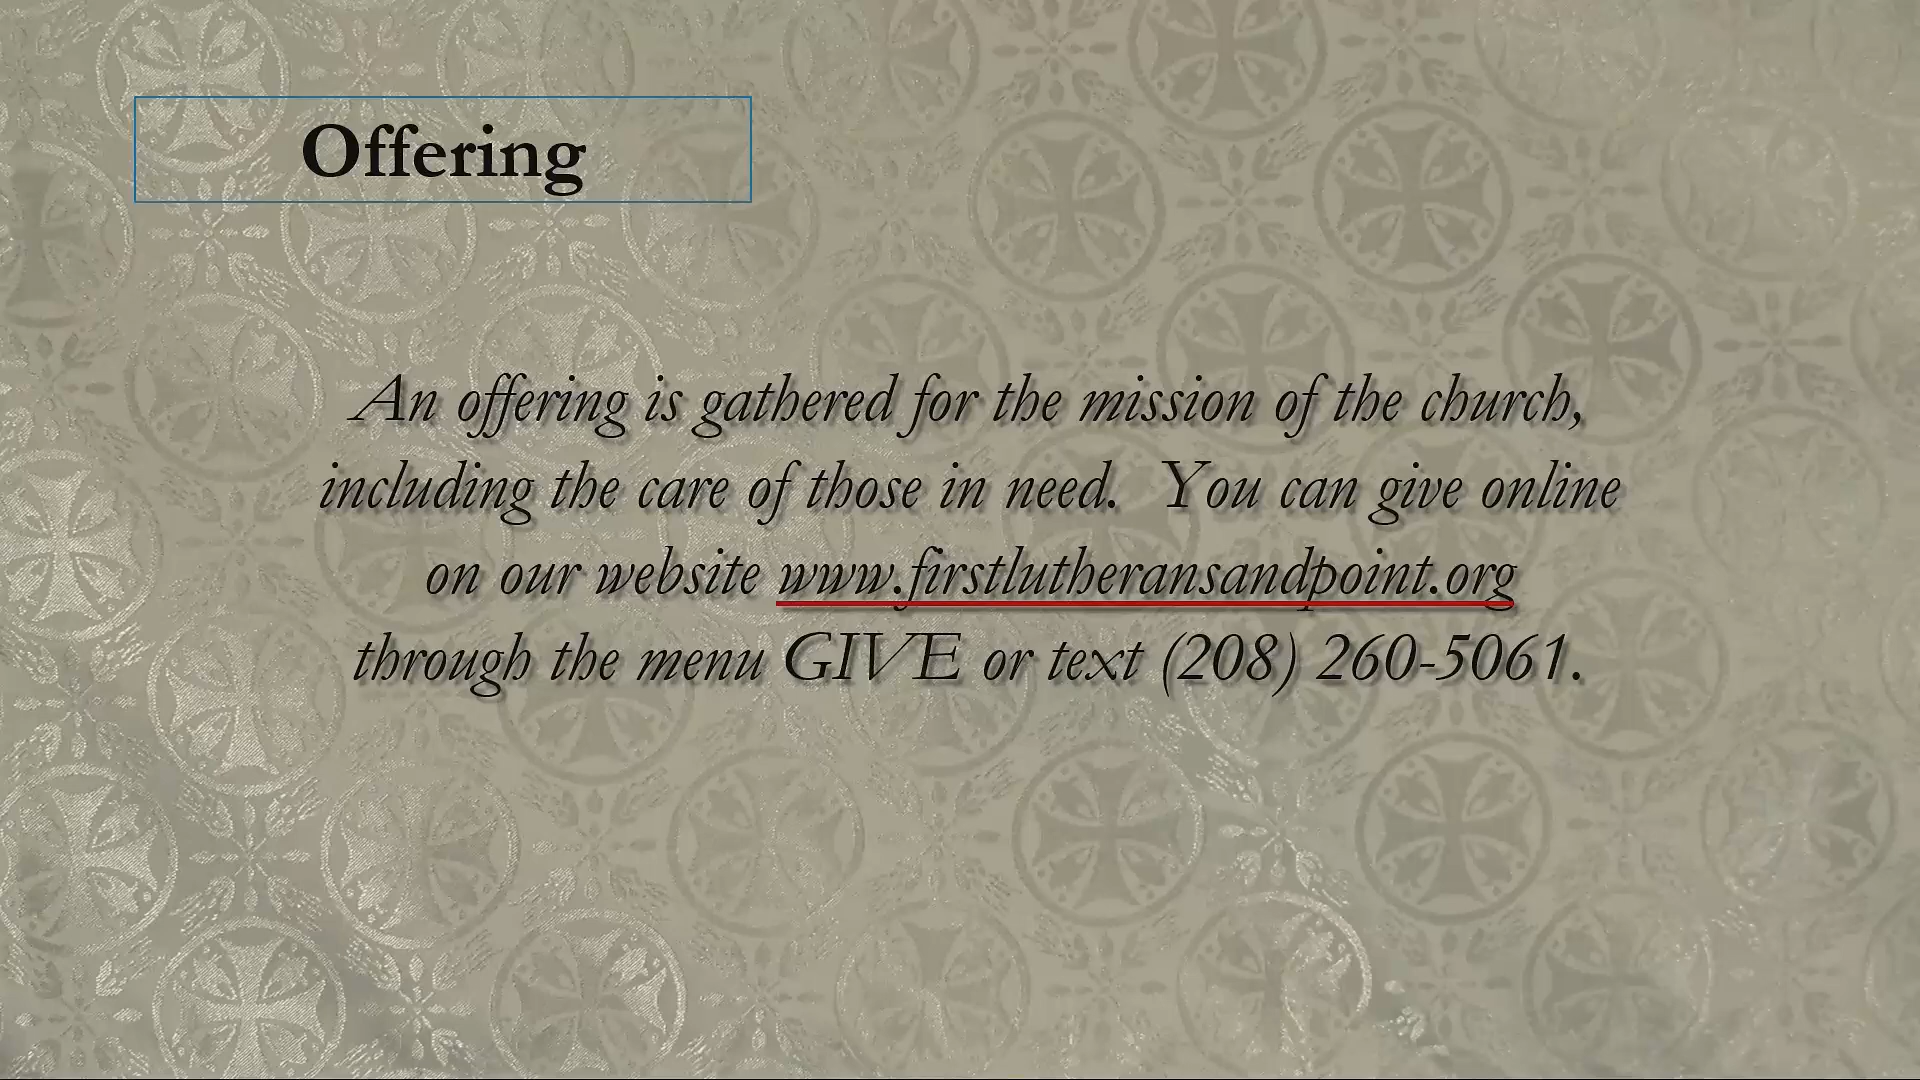 Offering
An offering is gathered for the mission of the church,
including the care of those in need.  You can give online
on our website www.firstlutheransandpoint.org
through the menu GIVE or text (208) 260-5061.